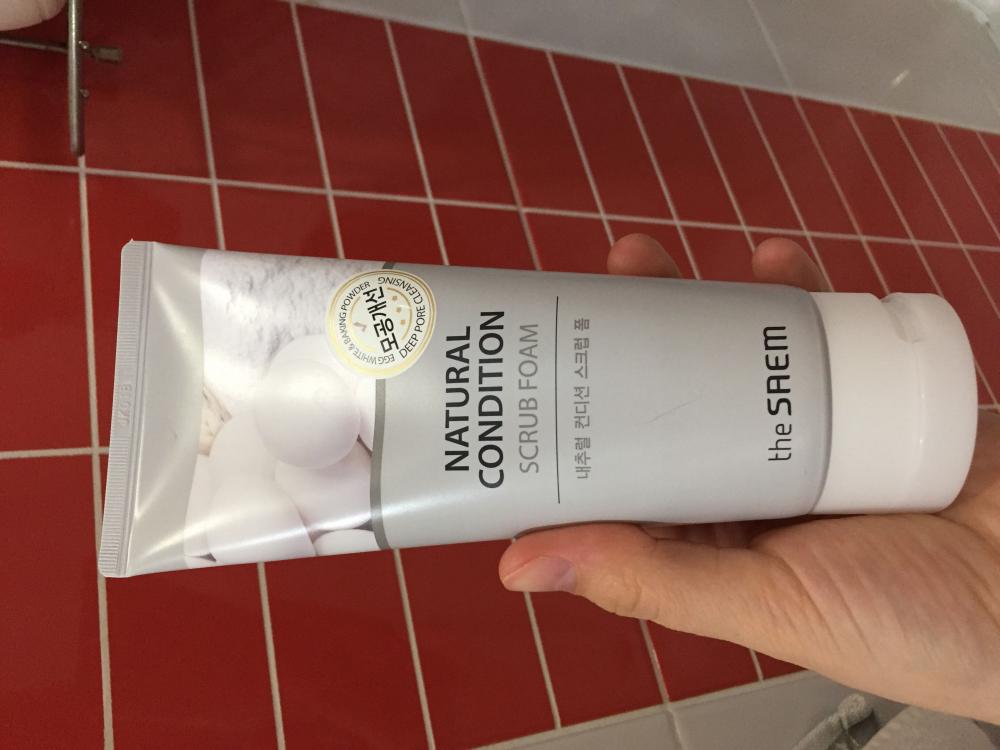 EGG WHITE & BAKING POWDER
모공개선
DEEP PORE CLEANSING
NATURAL
CONDITION
SCRUB FOAM
내추럴 컨디션 스크럽 폼
the SAEM